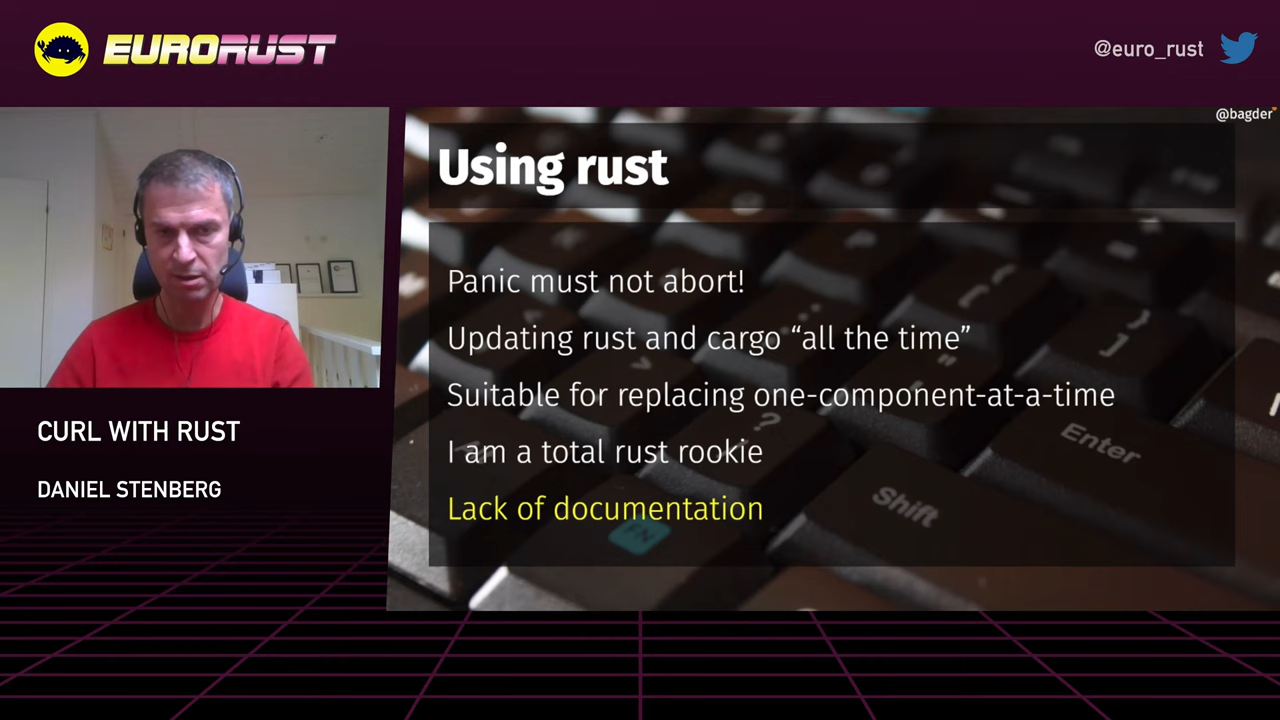 EURORUST
@euro_rust
@bagder
Using rust
Panic must not abort!
Updating rust and cargo “all the time”
Suitable for replacing one-component-at-a-time
I am a total rust rookie
Lack of documentation
Enter
Shift
FN
CURL WITH RUST
DANIEL STENBERG